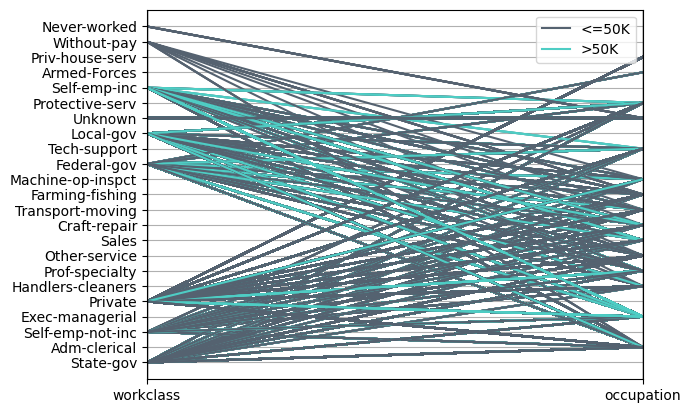 <=50K
>50K
Never-worked
Without-pay
Priv-house-serv
Armed-Forces
Self-emp-inc
Protective-serv
Unknown
Local-gov
Tech-support
Federal-gov
Machine-op-inspct
Farming-fishing
Transport-moving
Craft-repair
Sales
Other-service
Prof-specialty
Handlers-cleaners
Private
Exec-managerial
Self-emp-not-inc
Adm-clerical
State-gov
workclass
occupation